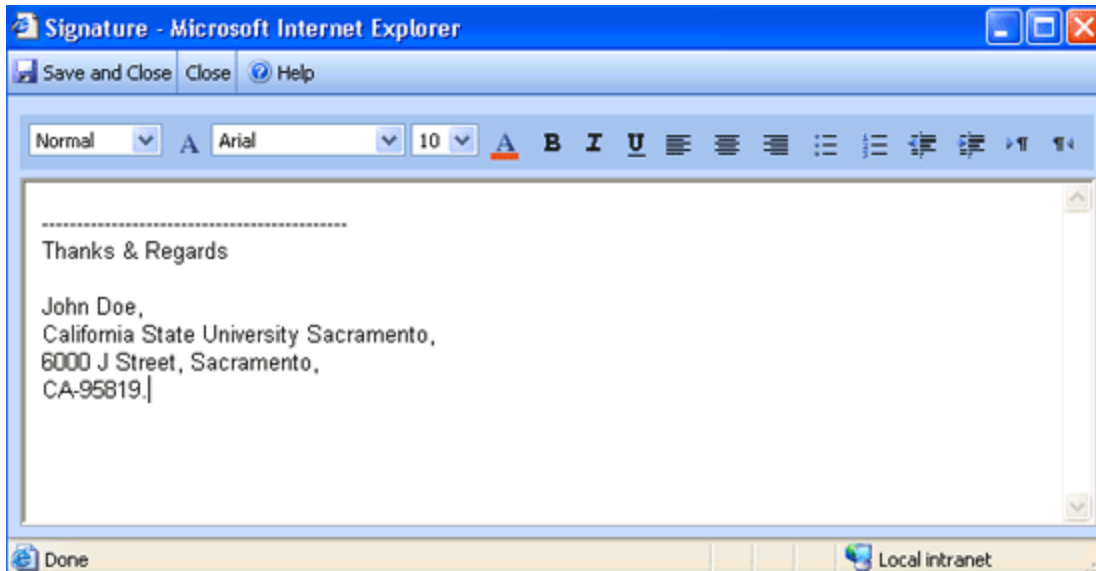 Signature - Microsoft Internet Explorer
Save and Close Close Help
Normal A Arial 10 A B I U
--------------------------------------------
Thanks & Regards
John Doe,
California State University Sacramento,
6000 J Street, Sacramento,
CA-95819.
Done Local intranet